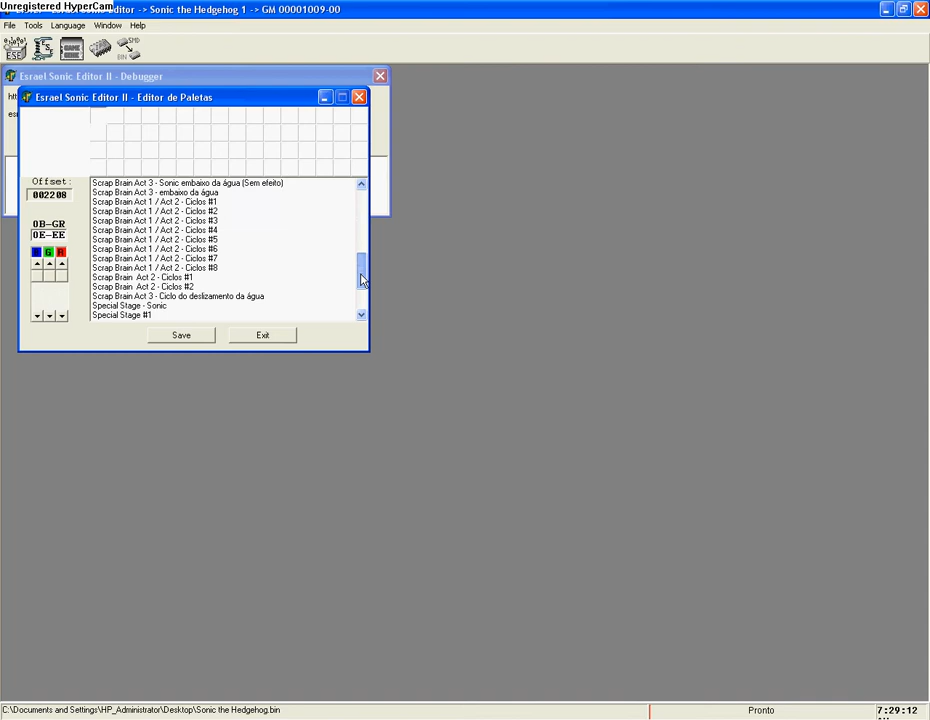 Unregistered HyperCam
Editor -> Sonic the Hedgehog 1 -> GM 00001009-00
File Tools Language Window Help
ESE
BIN
Esrael Sonic Editor II - Debugger
Esrael Sonic Editor II - Editor de Paletas
Offset:
002208
0B-GR
0E-EE
Scrap Brain Act 3 - Sonic embaixo da água (Sem efeito)
Scrap Brain Act 3 - embaixo da água
Scrap Brain Act 1 / Act 2 - Ciclos #1
Scrap Brain Act 1 / Act 2 - Ciclos #2
Scrap Brain Act 1 / Act 2 - Ciclos #3
Scrap Brain Act 1 / Act 2 - Ciclos #4
Scrap Brain Act 1 / Act 2 - Ciclos #5
Scrap Brain Act 1 / Act 2 - Ciclos #6
Scrap Brain Act 1 / Act 2 - Ciclos #7
Scrap Brain Act 1 / Act 2 - Ciclos #8
Scrap Brain Act 2 - Ciclos #1
Scrap Brain Act 2 - Ciclos #2
Scrap Brain Act 3 - Ciclo do deslizamento da água
Special Stage - Sonic
Special Stage #1
Save Exit
C:\Documents and Settings\HP_Administrator\Desktop\Sonic the Hedgehog.bin
Pronto
7:29:12